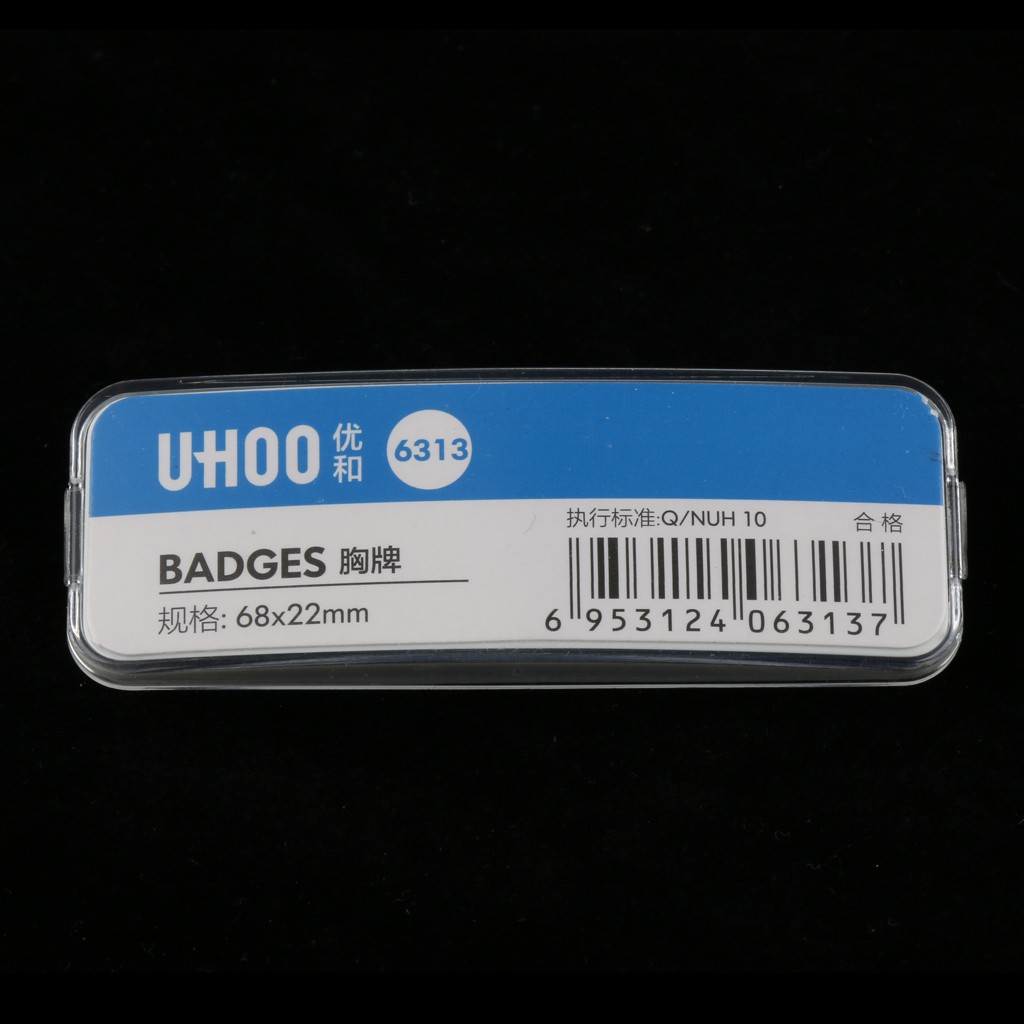 UHOO 优和 6313
执行标准:Q/NUH 10 合格
BADGES 胸牌
规格: 68x22mm
6 953124 063137